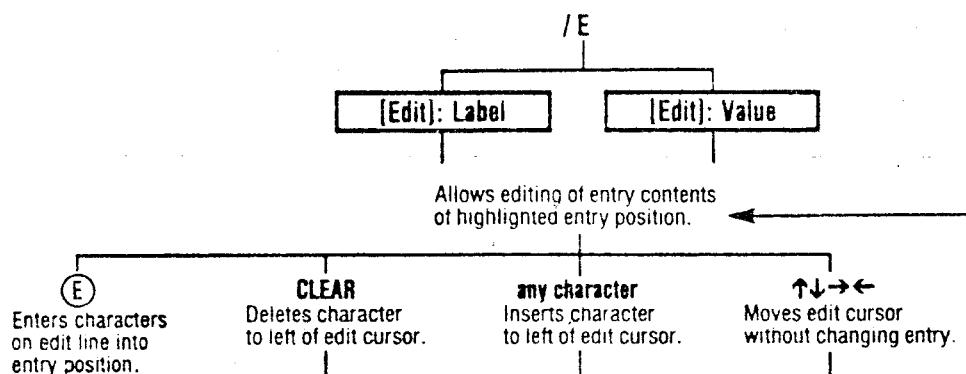 / E
[Edit]: Label
[Edit]: Value
Allows editing of entry contents
of highlighted entry position.
E
Enters characters
on edit line into
entry position.
CLEAR
Deletes character
to left of edit cursor.
any character
Inserts character
to left of edit cursor.
↑↓→←
Moves edit cursor
without changing entry.